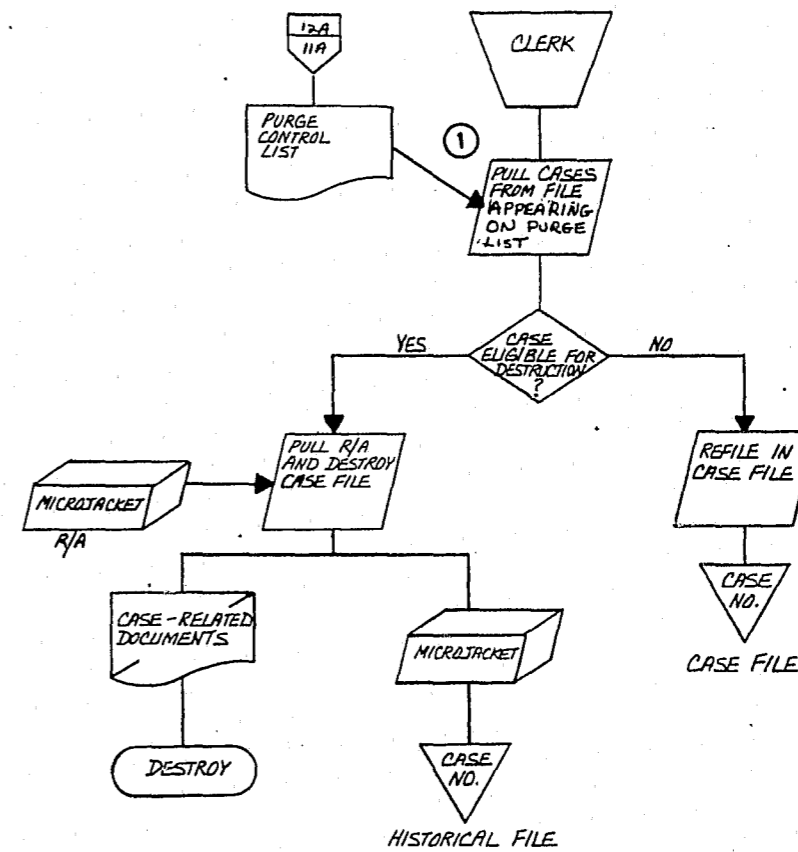 12A
11A
CLERK
PURGE
CONTROL
LIST
1
PULL CASES
FROM FILE
APPEARING
ON PURGE
LIST
YES
CASE
ELIGIBLE FOR
DESTRUCTION
?
NO
PULL R/A
AND DESTROY
CASE FILE
REFILE IN
CASE FILE
MICROJACKET
R/A
CASE-RELATED
DOCUMENTS
MICROJACKET
CASE
NO.
CASE FILE
DESTROY
CASE
NO.
HISTORICAL FILE